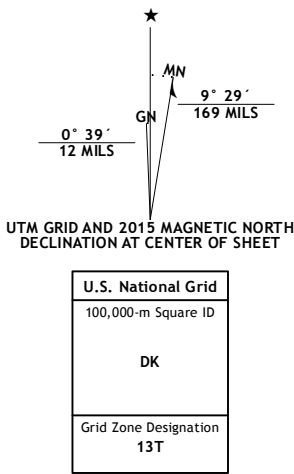 ★
MN
GN
9° 29´
169 MILS
0° 39´
12 MILS
UTM GRID AND 2015 MAGNETIC NORTH
DECLINATION AT CENTER OF SHEET
U.S. National Grid
100,000-m Square ID
DK
Grid Zone Designation
13T